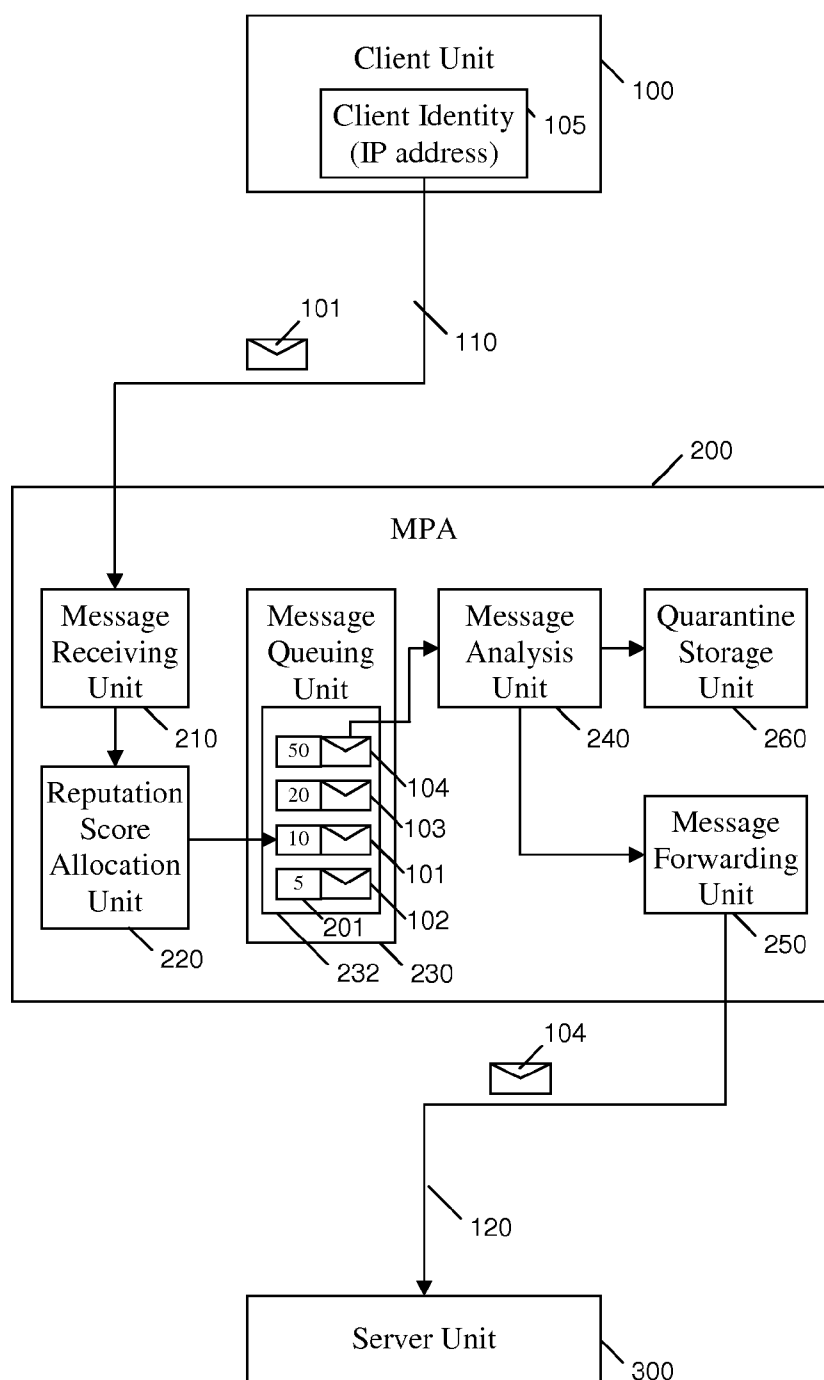 Client Unit
100
Client Identity
(IP address)
105
101
110
200
MPA
Message
Receiving
Unit
210
Message
Queuing
Unit
Message
Analysis
Unit
240
Quarantine
Storage
Unit
260
Reputation
Score
Allocation
Unit
220
50
104
20
103
10
101
5
102
201
232
230
Message
Forwarding
Unit
250
104
120
Server Unit
300